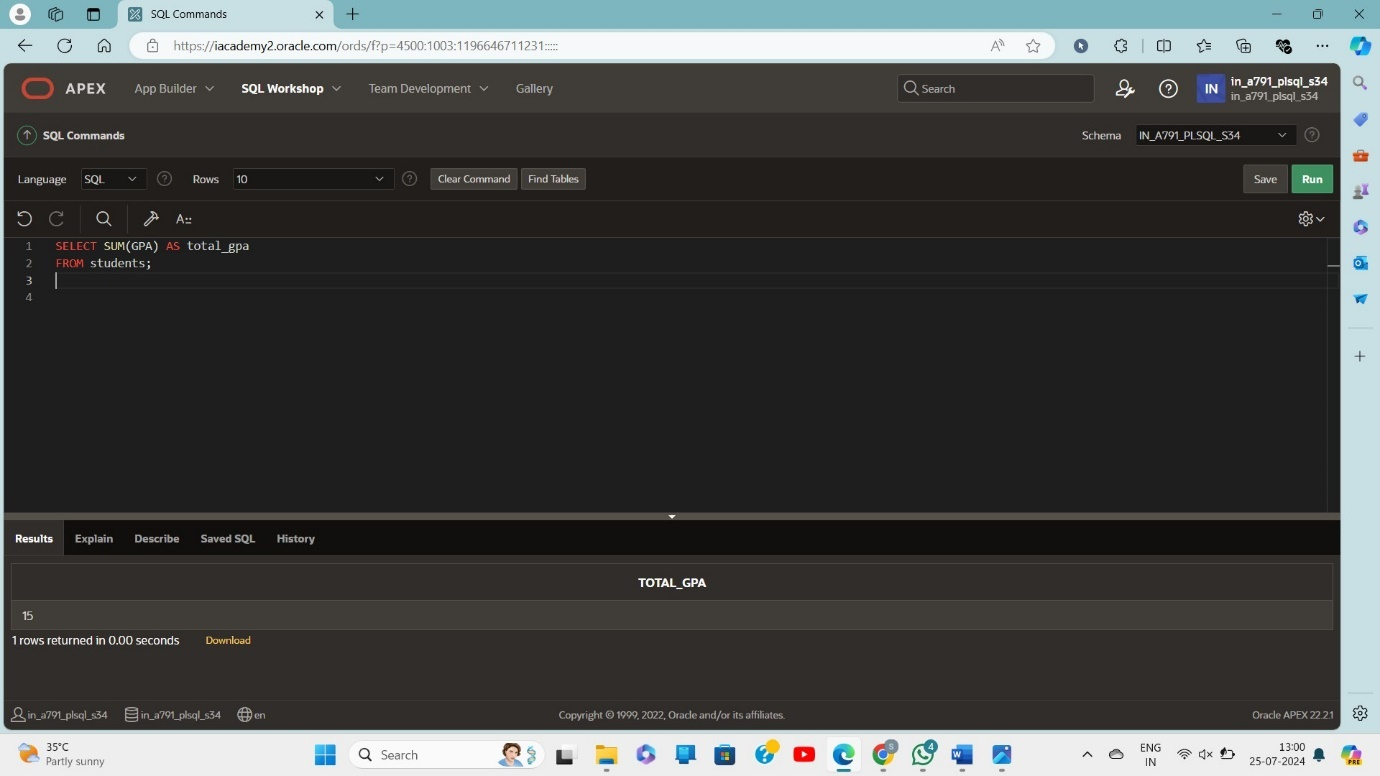 SQL Commands
https://iacademy2.oracle.com/ords/f?p=4500:1003:1196646711231:::::
APEX App Builder SQL Workshop Team Development Gallery Search IN in_a791_plsql_s34
in_a791_plsql_s34
SQL Commands Schema IN_A791_PLSQL_S34
Language SQL Rows 10 Clear Command Find Tables Save Run
1 SELECT SUM(GPA) AS total_gpa
2 FROM students;
3
4
Results Explain Describe Saved SQL History
TOTAL_GPA
15
1 rows returned in 0.00 seconds Download
in_a791_plsql_s34 in_a791_plsql_s34 en Copyright © 1999, 2022, Oracle and/or its affiliates. Oracle APEX 22.2.1
35°C
Partly sunny
Search
S
4
ENG
IN
13:00
25-07-2024
PRE